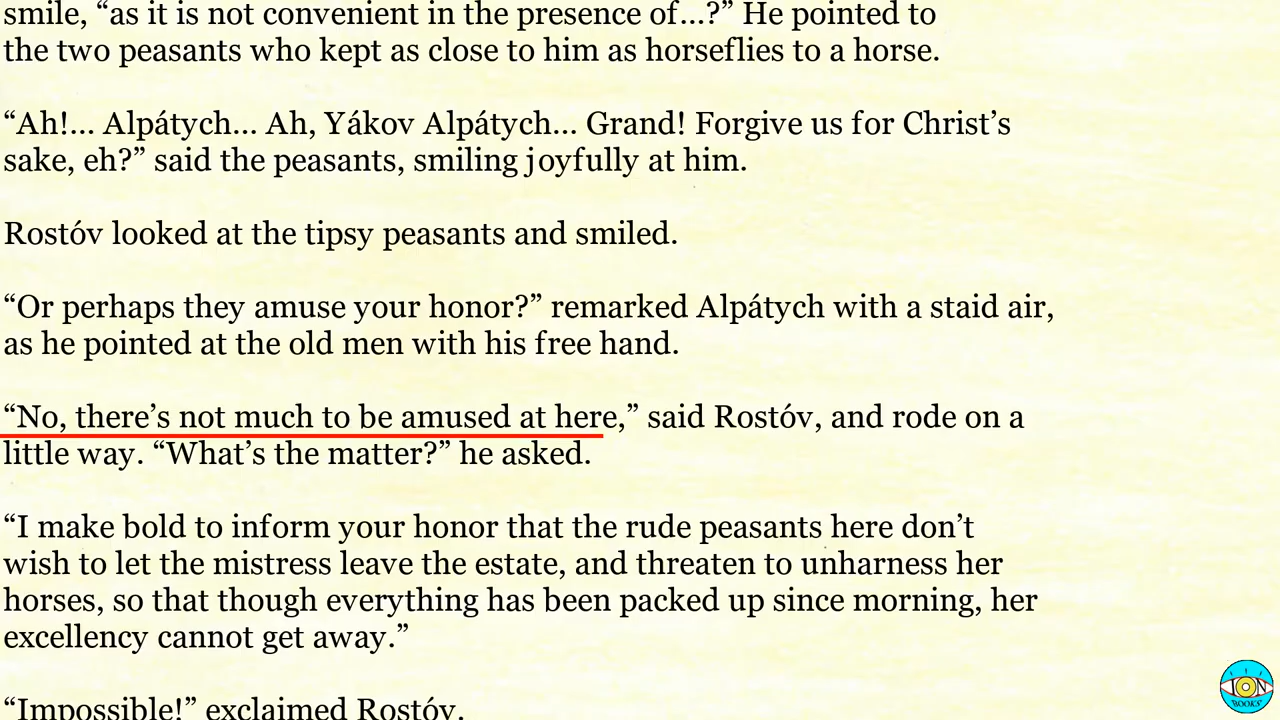 smile, “as it is not convenient in the presence of...?” He pointed to
the two peasants who kept as close to him as horseflies to a horse.
“Ah!... Alpátych... Ah, Yákov Alpátych... Grand! Forgive us for Christ’s
sake, eh?” said the peasants, smiling joyfully at him.
Rostóv looked at the tipsy peasants and smiled.
“Or perhaps they amuse your honor?” remarked Alpátych with a staid air,
as he pointed at the old men with his free hand.
“No, there’s not much to be amused at here,” said Rostóv, and rode on a
little way. “What’s the matter?” he asked.
“I make bold to inform your honor that the rude peasants here don’t
wish to let the mistress leave the estate, and threaten to unharness her
horses, so that though everything has been packed up since morning, her
excellency cannot get away.”
“Impossible!” exclaimed Rostóv.
ION
BOOKS